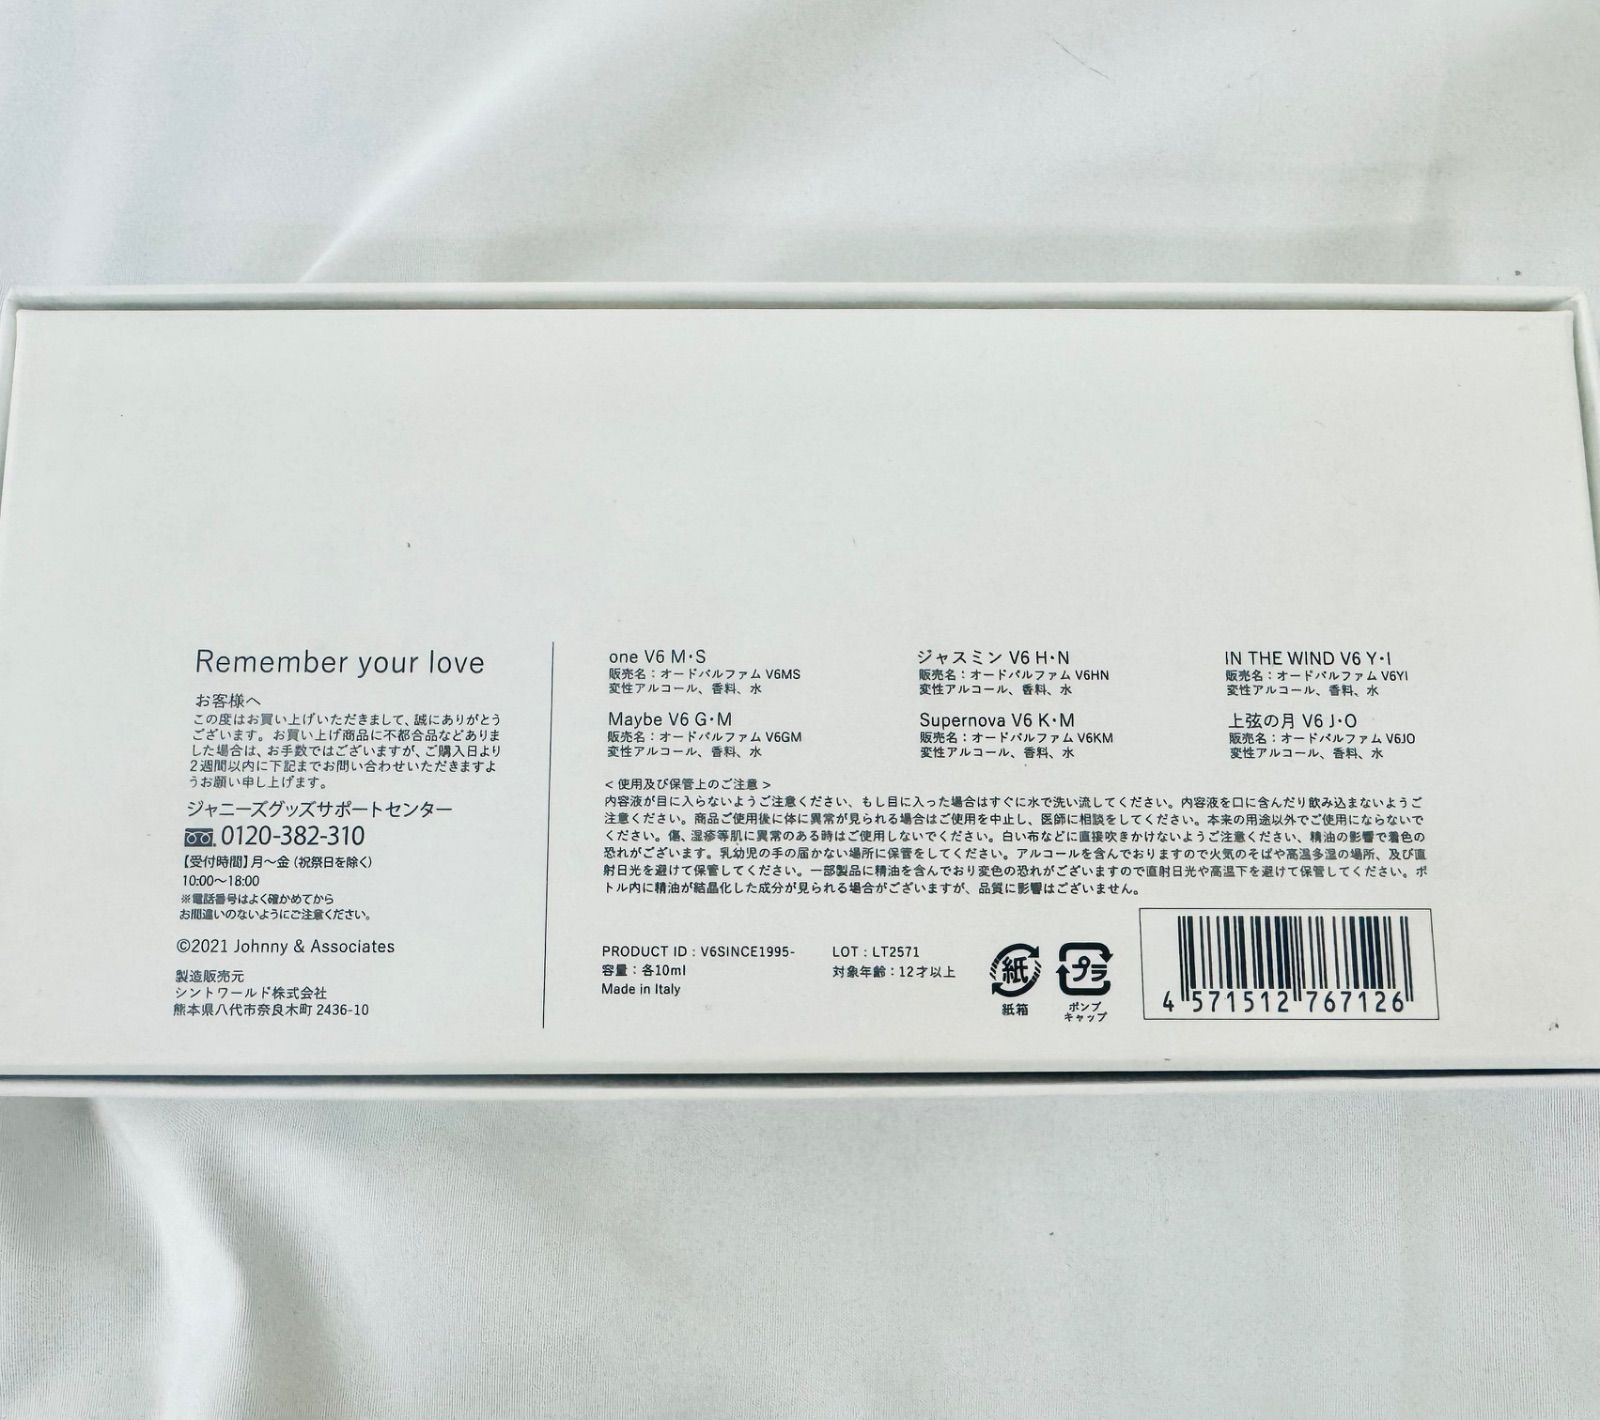 Remember your love
お客様へ
この度はお買い上げいただきまして、誠にありがとう
ございます。お買い上げ商品に不都合品などありま
した場合は、お手数ではございますが、ご購入日より
2週間以内に下記までお問い合わせいただきますよ
うお願い申し上げます。
ジャニーズグッズサポートセンター
0120-382-310
【受付時間】月〜金（祝祭日を除く）
10:00〜18:00
※電話番号はよく確かめてから
お間違いのないようにご注意ください。
©2021 Johnny & Associates
製造販売元
シントワールド株式会社
熊本県八代市奈良木町 2436-10
one V6 M・S
販売名：オードパルファム V6MS
変性アルコール、香料、水
ジャスミン V6 H・N
販売名：オードパルファム V6HN
変性アルコール、香料、水
IN THE WIND V6 Y・I
販売名：オードパルファム V6YI
変性アルコール、香料、水
Maybe V6 G・M
販売名：オードパルファム V6GM
変性アルコール、香料、水
Supernova V6 K・M
販売名：オードパルファム V6KM
変性アルコール、香料、水
上弦の月 V6 J・O
販売名：オードパルファム V6JO
変性アルコール、香料、水
＜使用及び保管上のご注意＞
内容液が目に入らないようご注意ください、もし目に入った場合はすぐに水で洗い流してください。内容液を口に含んだり飲み込まないようご
注意ください。商品ご使用後に体に異常が見られる場合はご使用を中止し、医師に相談をしてください。本来の用途以外でご使用にならないで
ください。傷、湿疹等肌に異常のある時はご使用しないでください。白い布などに直接吹きかけないようご注意ください、精油の影響で着色の
恐れがございます。乳幼児の手の届かない場所に保管をしてください。アルコールを含んでおりますので火気のそばや高温多湿の場所、及び直
射日光を避けて保管してください。一部製品に精油を含んでおり変色の恐れがございますので直射日光や高温下を避けて保管してください。ボ
トル内に精油が結晶化した成分が見られる場合がございますが、品質に影響はございません。
PRODUCT ID：V6SINCE1995-
容量：各10ml
Made in Italy
LOT：LT2571
対象年齢：12才以上
紙
紙箱
プラ
ポンプ
キャップ
4 571512 767126